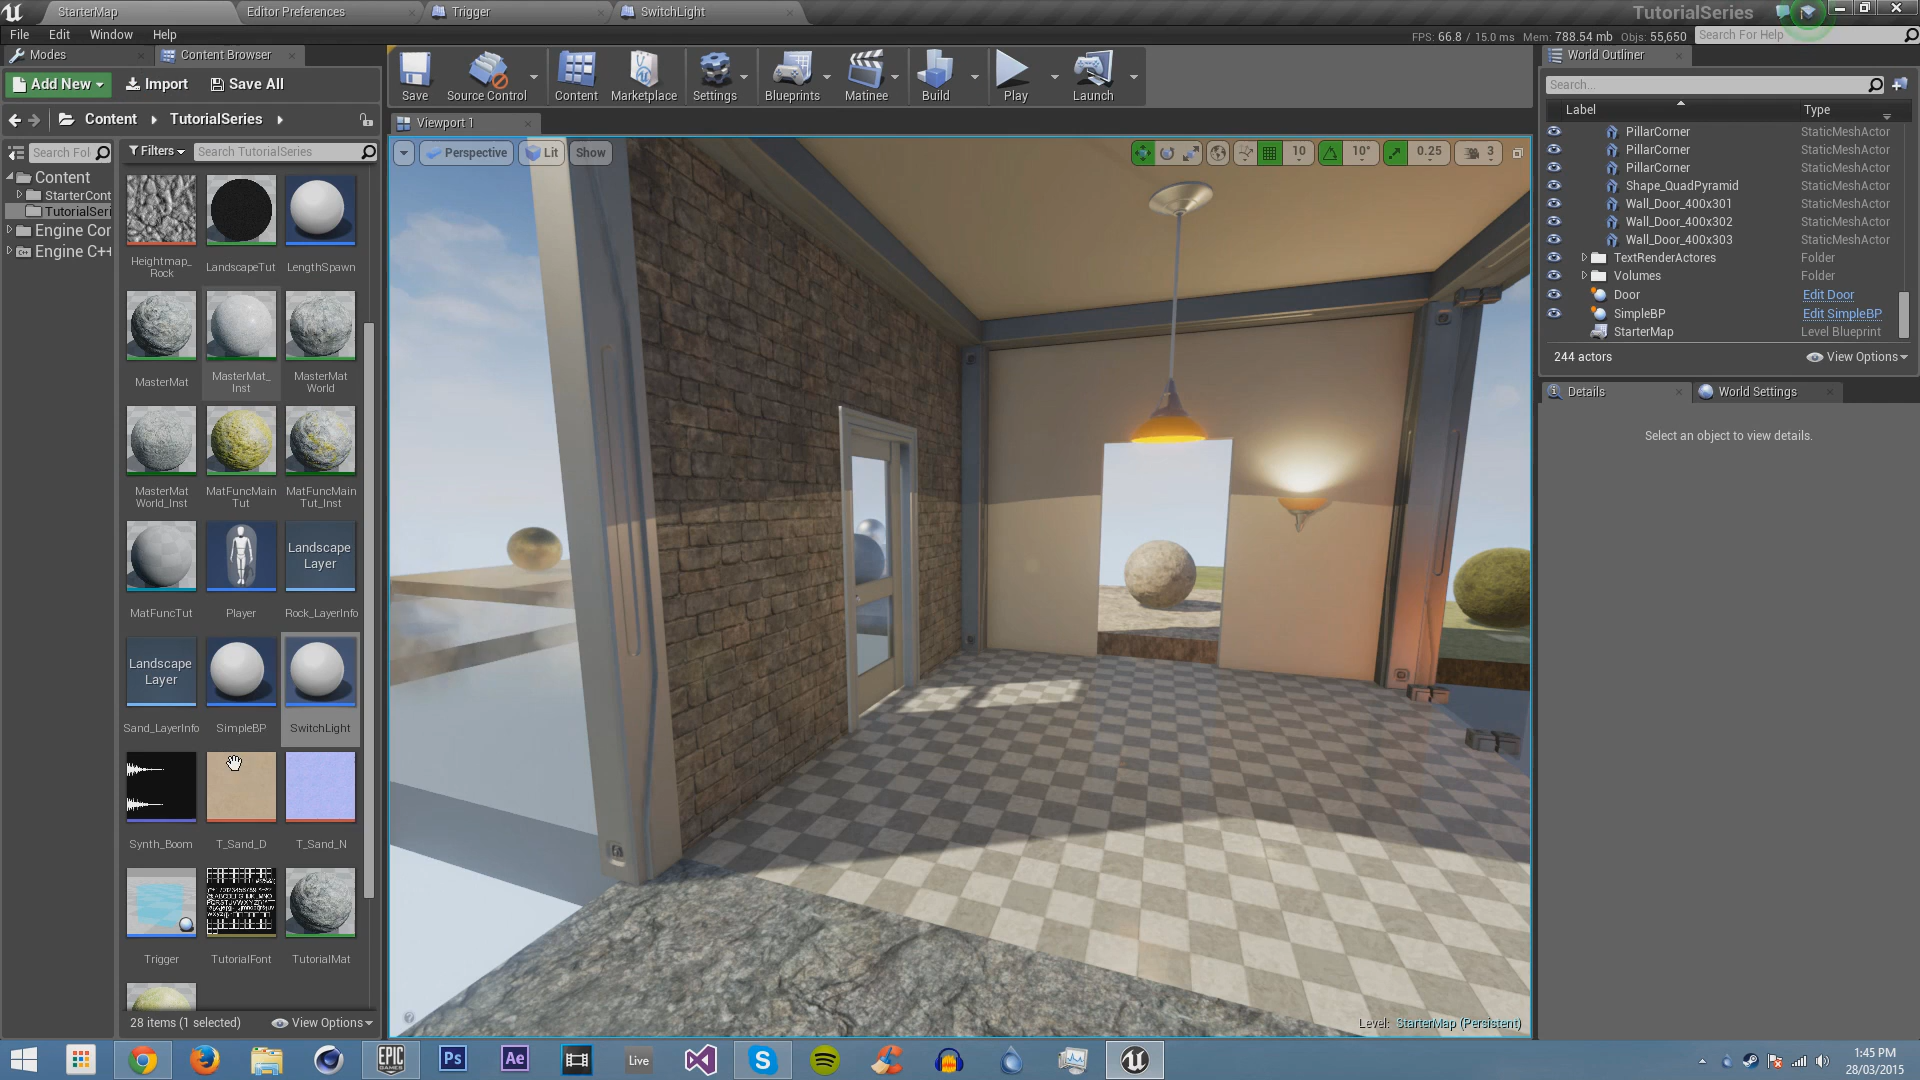 StarterMap
Editor Preferences
Trigger
SwitchLight
TutorialSeries
File
Edit
Window
Help
FPS: 66.8 / 15.0 ms Mem: 788.54 mb Objs: 55,650
Search For Help
Modes
Content Browser
Add New
Import
Save All
Save
Source Control
Content
Marketplace
Settings
Blueprints
Matinee
Build
Play
Launch
Content
TutorialSeries
Viewport 1
Search Fol
Filters
Search TutorialSeries
Content
StarterCont
TutorialSeri
Engine Cor
Engine C++
Perspective
Lit
Show
10
10°
0.25
3
Heightmap_
Rock
LandscapeTut
LengthSpawn
MasterMat
MasterMat_
Inst
MasterMat
World
MasterMat
World_Inst
MatFuncMain
Tut
MatFuncMain
Tut_Inst
MatFuncTut
Player
Landscape
Layer
Rock_LayerInfo
Landscape
Layer
Sand_LayerInfo
SimpleBP
SwitchLight
Synth_Boom
T_Sand_D
T_Sand_N
Trigger
TutorialFont
TutorialMat
28 items (1 selected)
View Options
Level: StarterMap (Persistent)
World Outliner
Search...
Label
Type
PillarCorner StaticMeshActor
PillarCorner StaticMeshActor
PillarCorner StaticMeshActor
Shape_QuadPyramid StaticMeshActor
Wall_Door_400x301 StaticMeshActor
Wall_Door_400x302 StaticMeshActor
Wall_Door_400x303 StaticMeshActor
TextRenderActores Folder
Volumes Folder
Door Edit Door
SimpleBP Edit SimpleBP
StarterMap Level Blueprint
244 actors
View Options
Details
World Settings
Select an object to view details.
EPIC
GAMES
Ps
Ae
Live
1:45 PM
28/03/2015